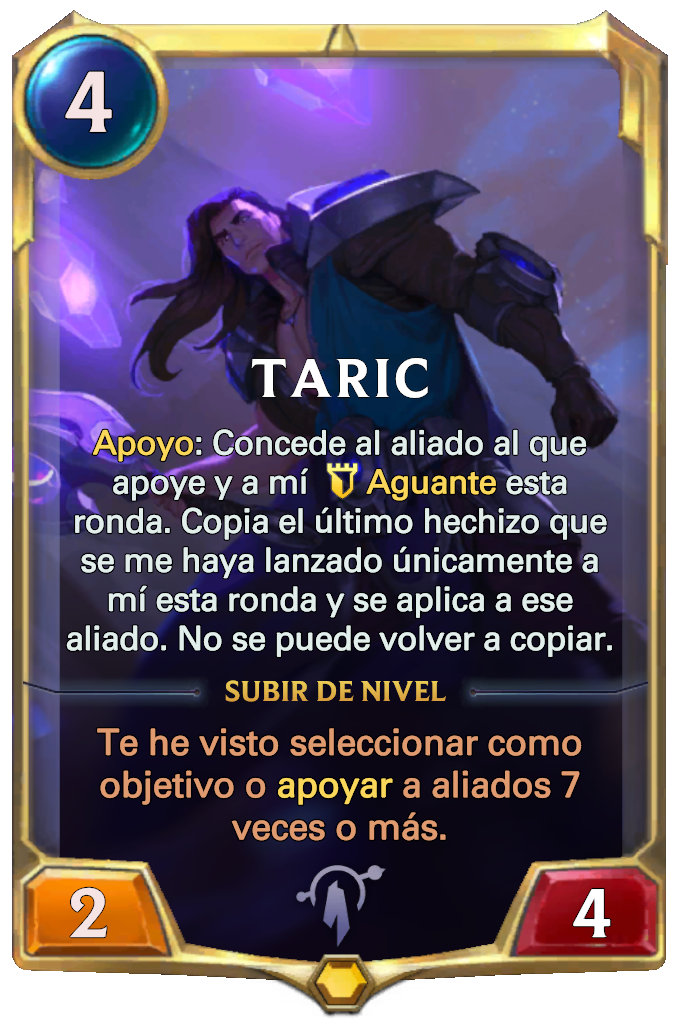 4
TARIC
Apoyo: Concede al aliado al que
apoye y a mí Aguante esta
ronda. Copia el último hechizo que
se me haya lanzado únicamente a
mí esta ronda y se aplica a ese
aliado. No se puede volver a copiar.
SUBIR DE NIVEL
Te he visto seleccionar como
objetivo o apoyar a aliados 7
veces o más.
2
4